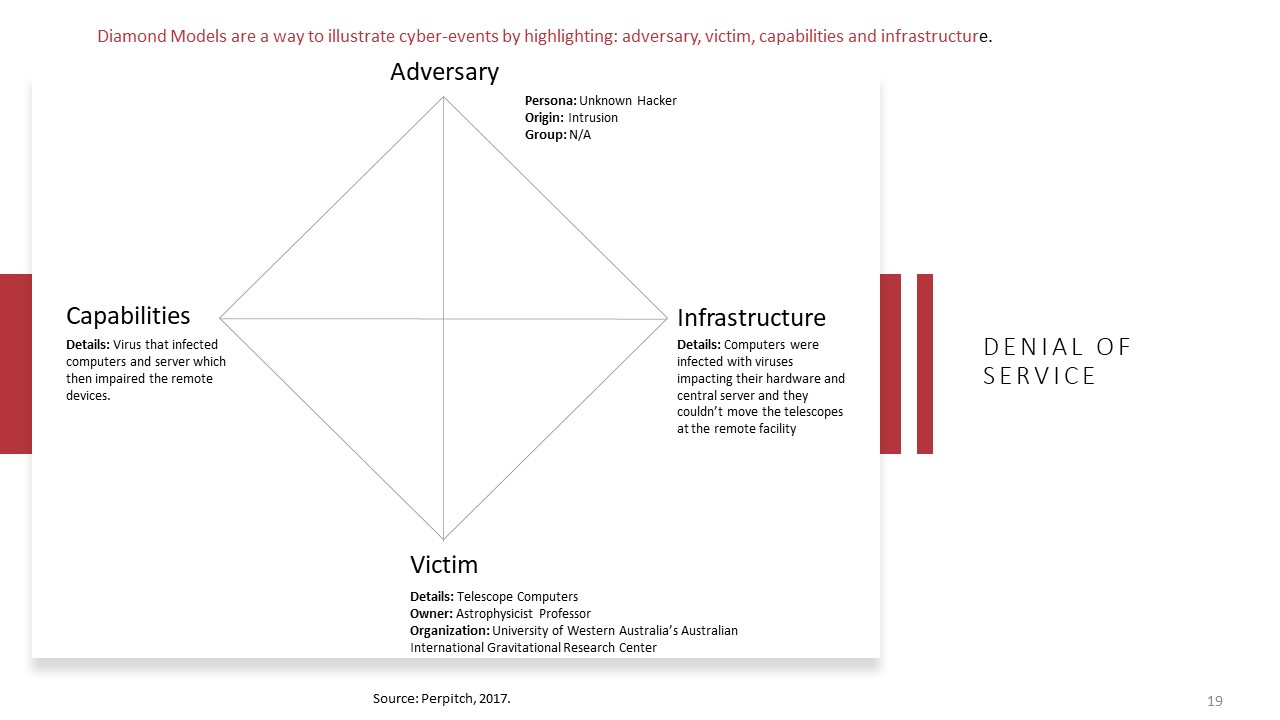 Diamond Models are a way to illustrate cyber-events by highlighting: adversary, victim, capabilities and infrastructure.
Adversary
Persona: Unknown Hacker
Origin: Intrusion
Group: N/A
Capabilities
Details: Virus that infected
computers and server which
then impaired the remote
devices.
Infrastructure
Details: Computers were
infected with viruses
impacting their hardware and
central server and they
couldn’t move the telescopes
at the remote facility
DENIAL OF
SERVICE
Victim
Details: Telescope Computers
Owner: Astrophysicist Professor
Organization: University of Western Australia’s Australian
International Gravitational Research Center
Source: Perpitch, 2017.
19